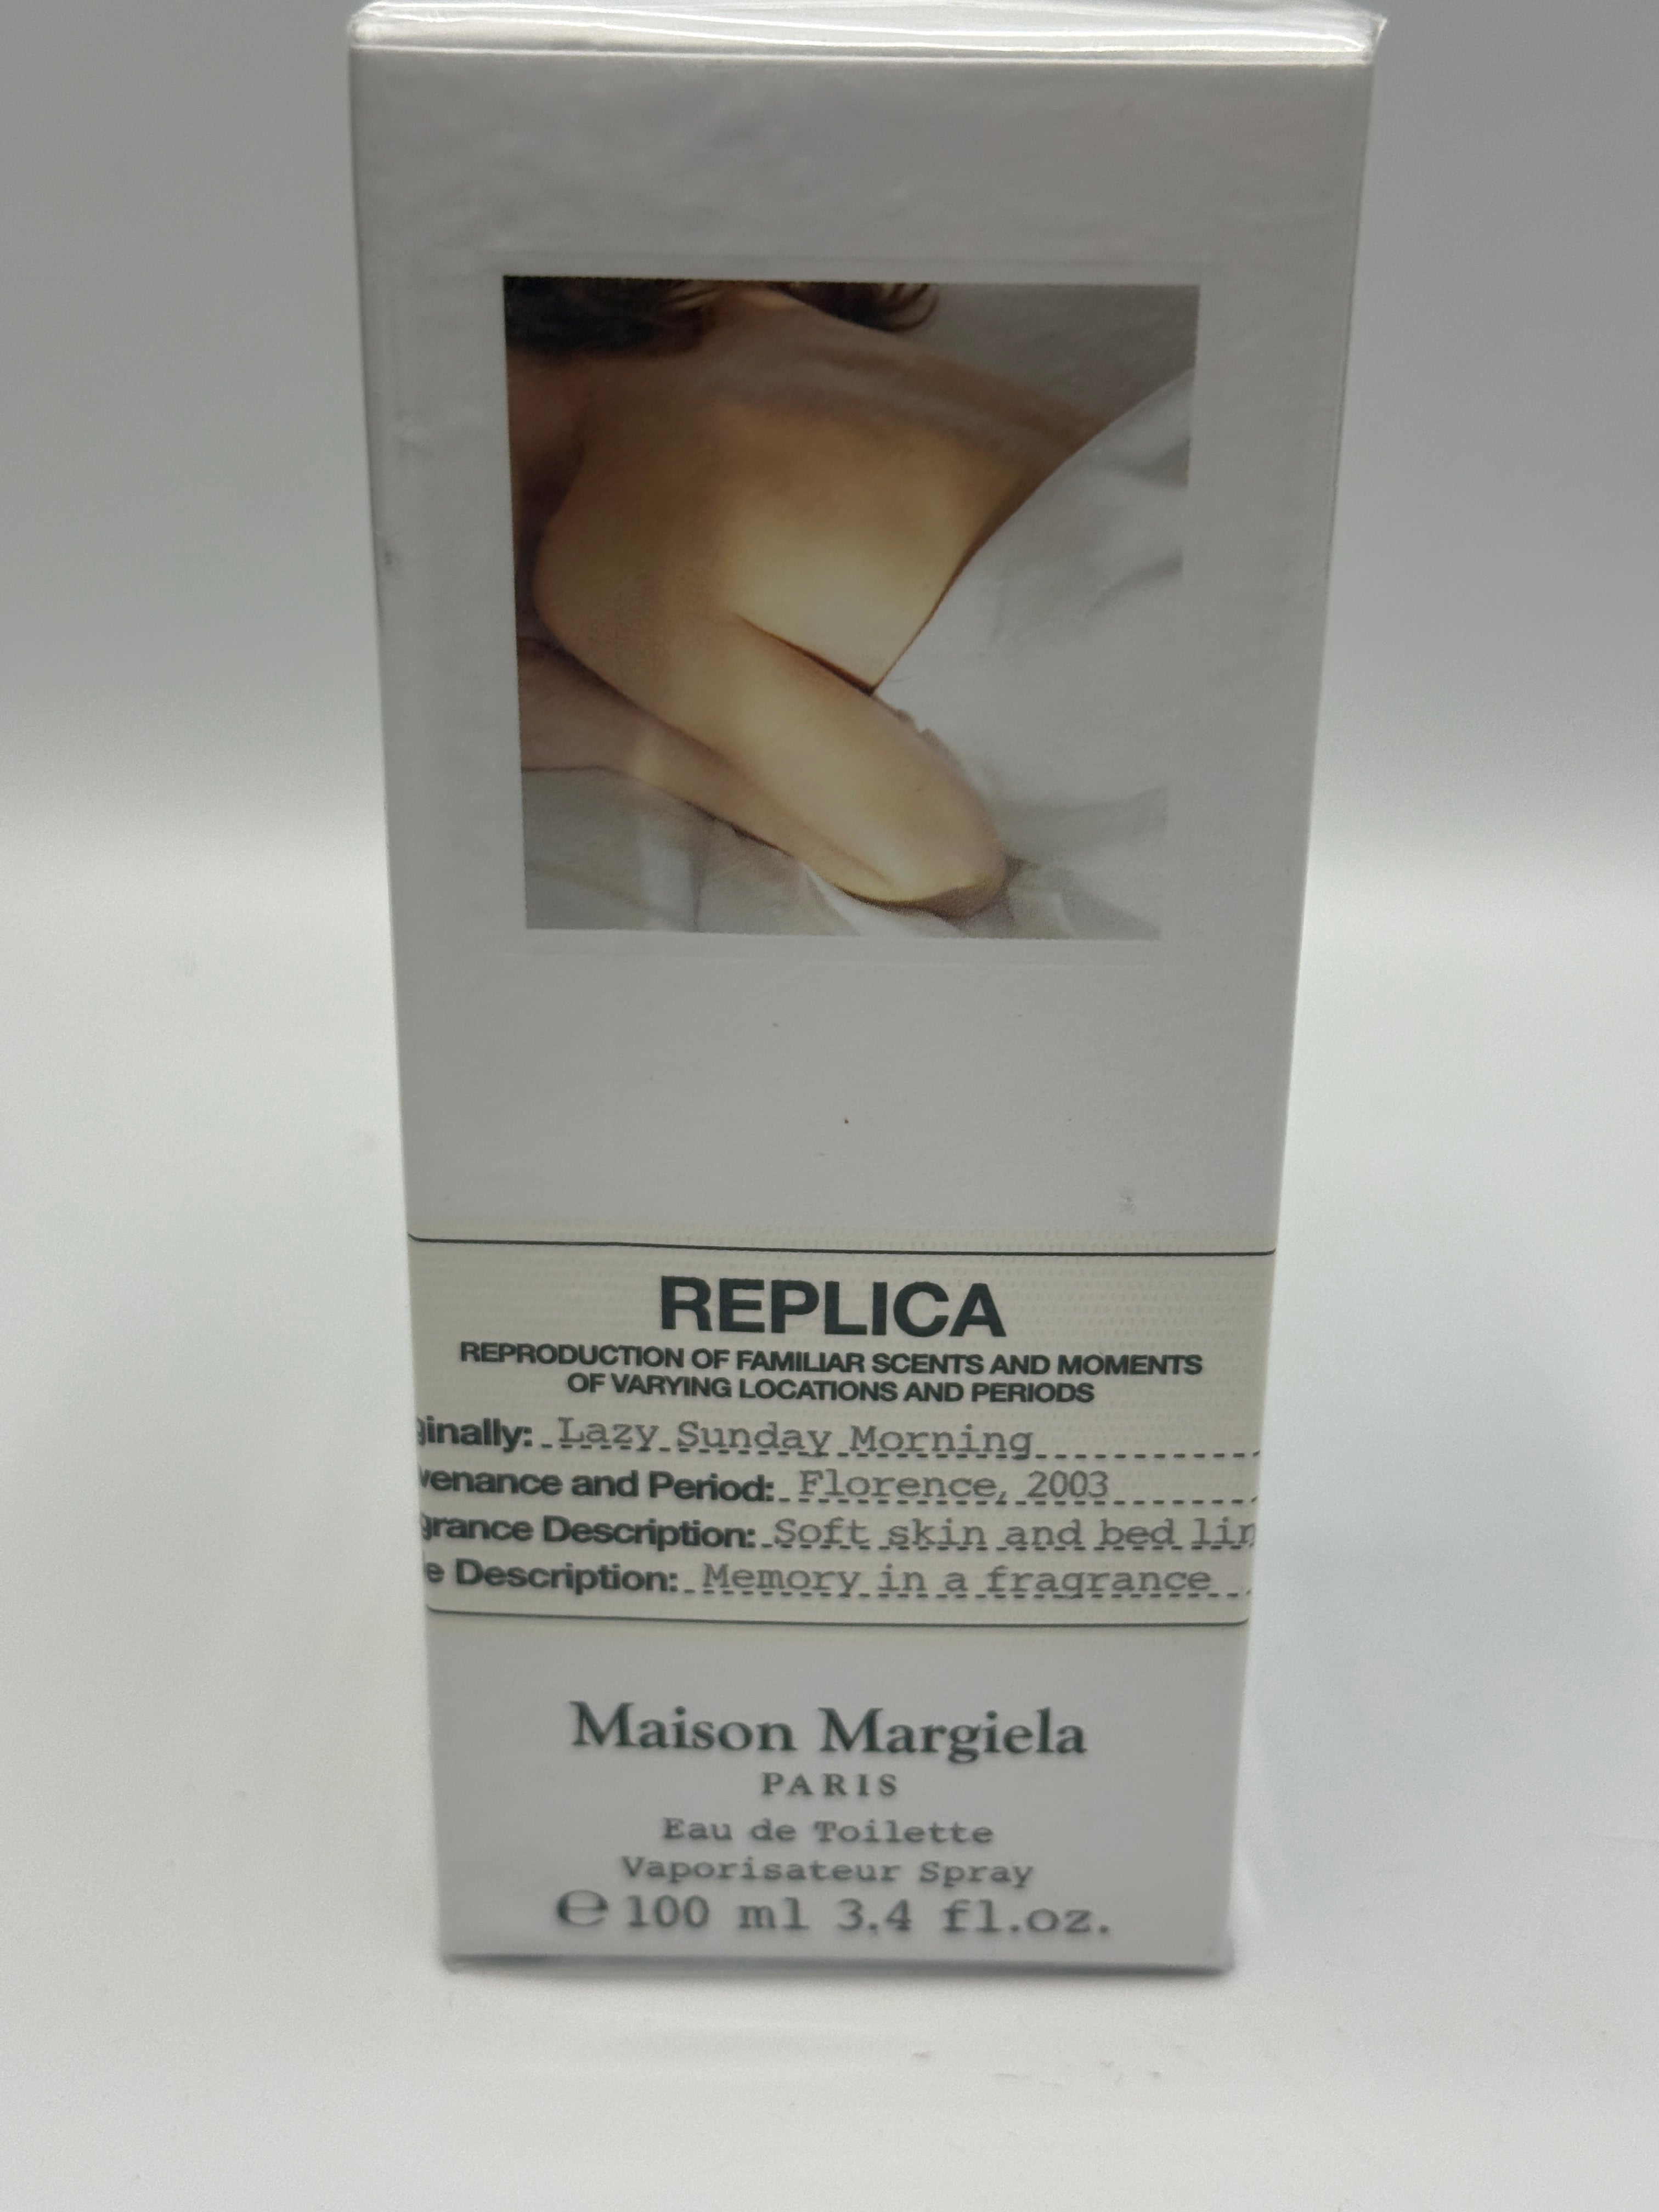 REPLICA
REPRODUCTION OF FAMILIAR SCENTS AND MOMENTS
OF VARYING LOCATIONS AND PERIODS
ginally: Lazy Sunday Morning
venance and Period: Florence, 2003
grance Description: Soft skin and bed lin
e Description: Memory in a fragrance
Maison Margiela
PARIS
Eau de Toilette
Vaporisateur Spray
℮ 100 ml 3.4 fl.oz.